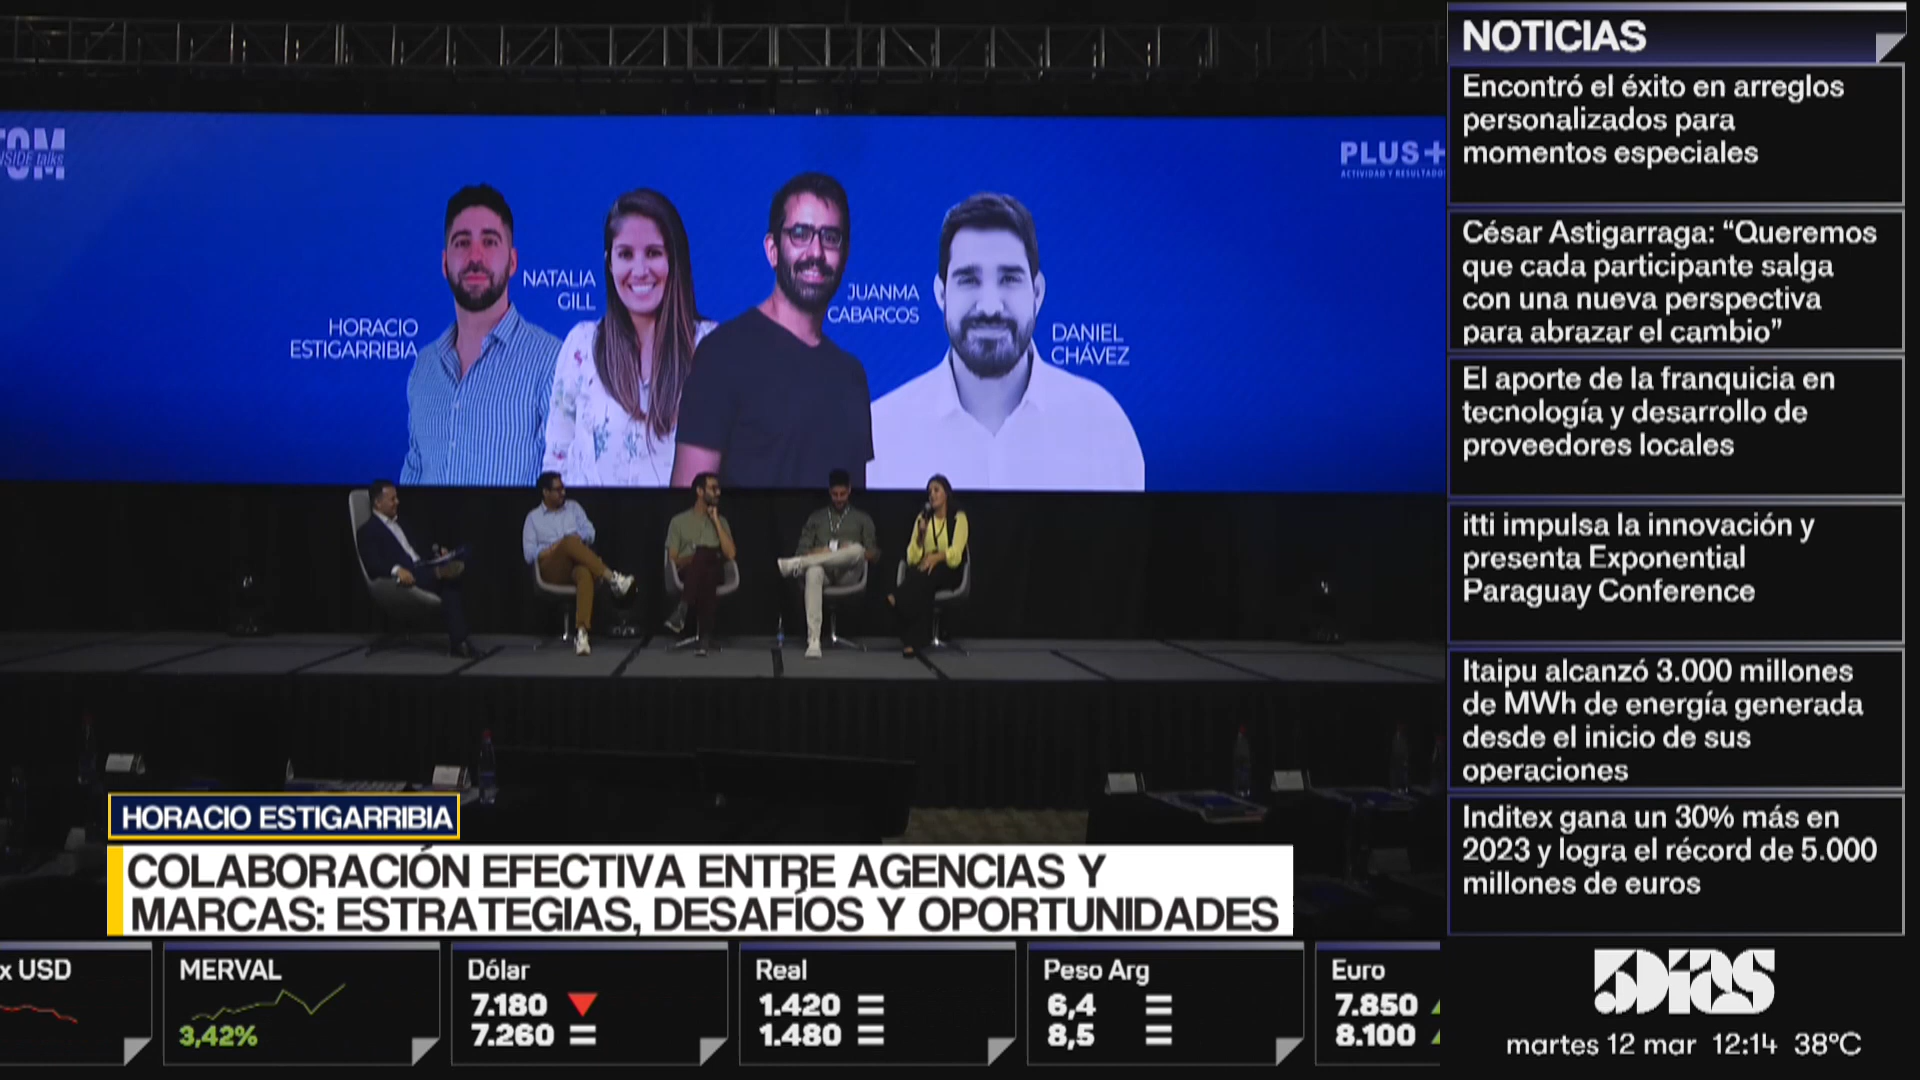 TOM
INSIDE talks
PLUS+
ACTIVIDAD Y RESULTADOS
HORACIO
ESTIGARRIBIA
NATALIA
GILL
JUANMA
CABARCOS
DANIEL
CHÁVEZ
HORACIO ESTIGARRIBIA
COLABORACIÓN EFECTIVA ENTRE AGENCIAS Y
MARCAS: ESTRATEGIAS, DESAFÍOS Y OPORTUNIDADES
NOTICIAS
Encontró el éxito en arreglos
personalizados para
momentos especiales
César Astigarraga: “Queremos
que cada participante salga
con una nueva perspectiva
para abrazar el cambio”
El aporte de la franquicia en
tecnología y desarrollo de
proveedores locales
itti impulsa la innovación y
presenta Exponential
Paraguay Conference
Itaipu alcanzó 3.000 millones
de MWh de energía generada
desde el inicio de sus
operaciones
Inditex gana un 30% más en
2023 y logra el récord de 5.000
millones de euros
x USD
MERVAL
3,42%
Dólar
7.180
7.260
Real
1.420
1.480
Peso Arg
6,4
8,5
Euro
7.850
8.100
5DÍAS
martes 12 mar 12:14 38°C